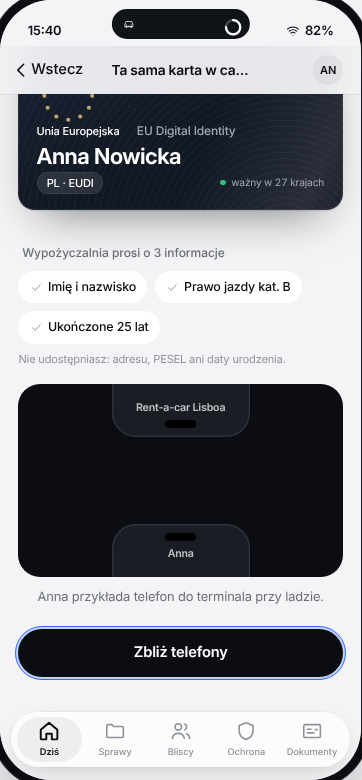 15:40
82%
Wstecz
Ta sama karta w ca...
AN
Unia Europejska EU Digital Identity
Anna Nowicka
PL · EUDI
ważny w 27 krajach
Wypożyczalnia prosi o 3 informacje
Imię i nazwisko
Prawo jazdy kat. B
Ukończone 25 lat
Nie udostępniasz: adresu, PESEL ani daty urodzenia.
Rent-a-car Lisboa
Anna
Anna przykłada telefon do terminala przy ladzie.
Zbliż telefony
Dziś
Sprawy
Bliscy
Ochrona
Dokumenty